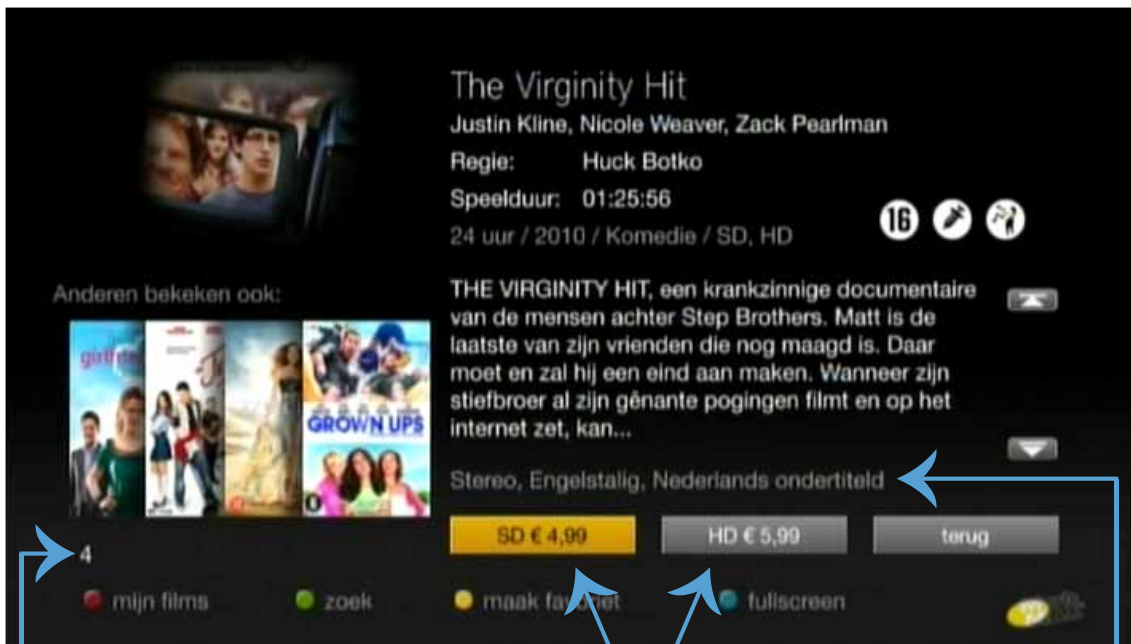 The Virginity Hit
Justin Kline, Nicole Weaver, Zack Pearlman
Regie: Huck Botko
Speelduur: 01:25:56
24 uur / 2010 / Komedie / SD, HD
16
THE VIRGINITY HIT, een krankzinnige documentaire
van de mensen achter Step Brothers. Matt is de
laatste van zijn vrienden die nog maagd is. Daar
moet en zal hij een eind aan maken. Wanneer zijn
stiefbroer al zijn gênante pogingen filmt en op het
internet zet, kan...
Stereo, Engelstalig, Nederlands ondertiteld
Anderen bekeken ook:
GROWN UPS
4
SD € 4,99
HD € 5,99
terug
mijn films
zoek
maak favoriet
fullscreen